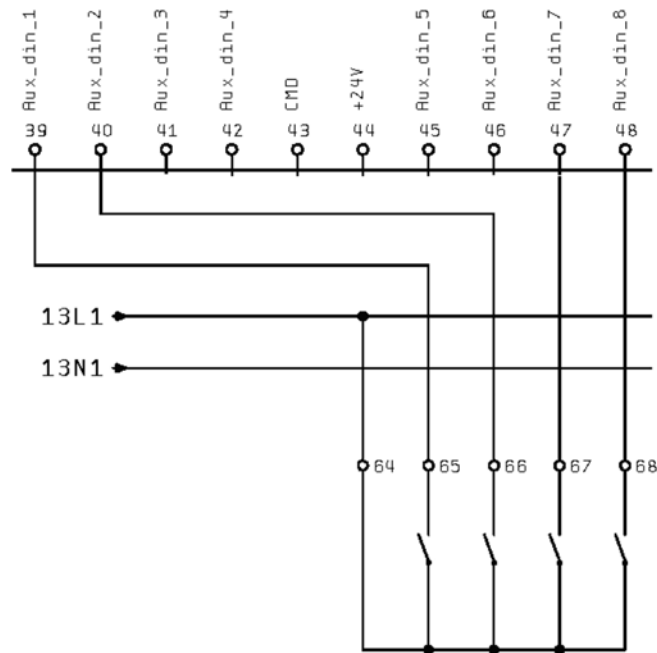 Aux_din_1
Aux_din_2
Aux_din_3
Aux_din_4
CMD
+24V
Aux_din_5
Aux_din_6
Aux_din_7
Aux_din_8
39 40 41 42 43 44 45 46 47 48
13L1
13N1
64 65 66 67 68